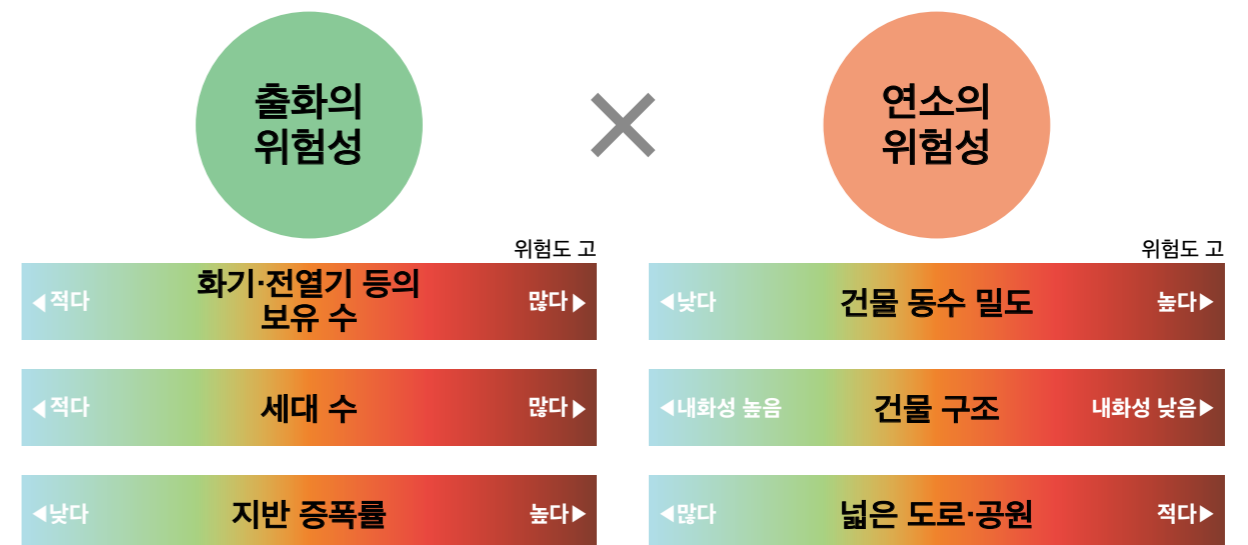 출화의
위험성
×
연소의
위험성
위험도 고
◀적다
화기·전열기 등의
보유 수
많다▶
◀적다
세대 수
많다▶
◀낮다
지반 증폭률
높다▶
위험도 고
◀낮다
건물 동수 밀도
높다▶
◀내화성 높음
건물 구조
내화성 낮음▶
◀많다
넓은 도로·공원
적다▶